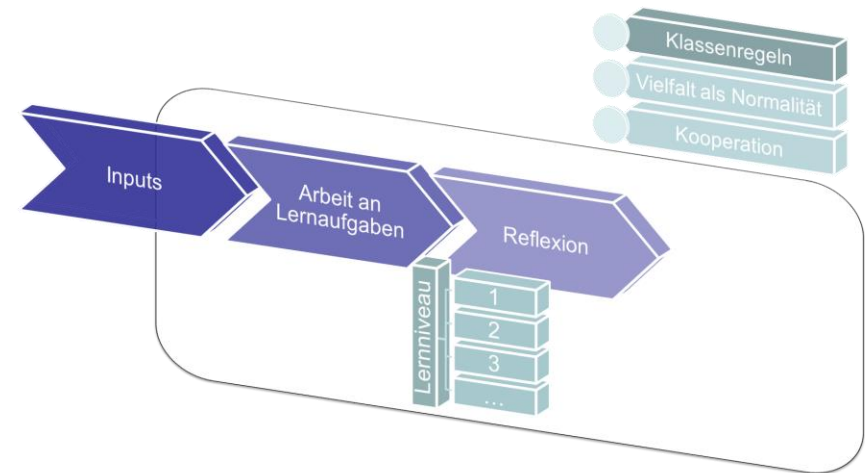 Klassenregeln
Vielfalt als Normalität
Kooperation
Inputs
Arbeit an
Lernaufgaben
Reflexion
Lernniveau
1
2
3
...